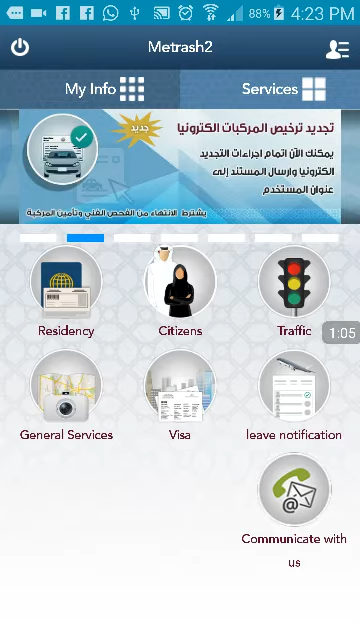 88% 4:23 PM
Metrash2
My Info
Services
تجديد ترخيص المركبات الكترونيا
جديد
يمكنك الآن اتمام اجراءات التجديد
الكترونيا وارسال المستند إلى
عنوان المستخدم
يشترط الانتهاء من الفحص الفني وتأمين المركبة
Residency
Citizens
Traffic
1:05
General Services
Visa
leave notification
Communicate with
us